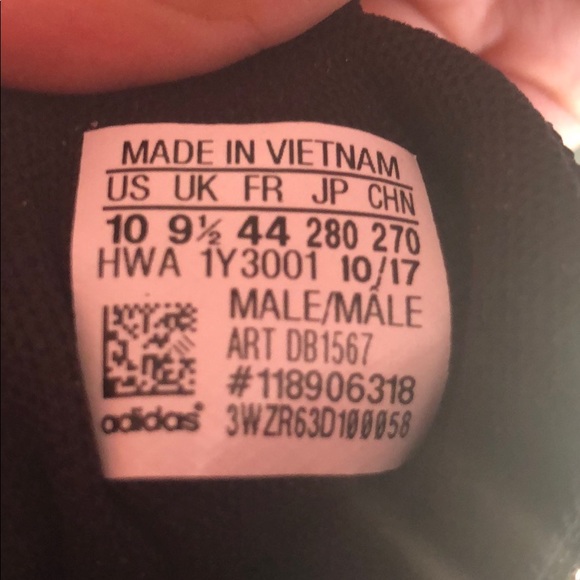 MADE IN VIETNAM
US UK FR JP CHN
10 9½ 44 280 270
HWA 1Y3001 10/17
MALE/MÂLE
ART DB1567
#118906318
adidas® 3WZR63D100058